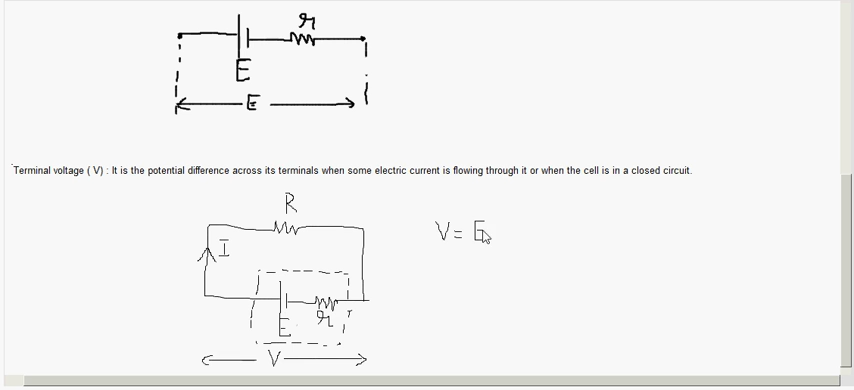 r
E
E
Terminal voltage ( V) : It is the potential difference across its terminals when some electric current is flowing through it or when the cell is in a closed circuit.
R
I
V = E
E r
V